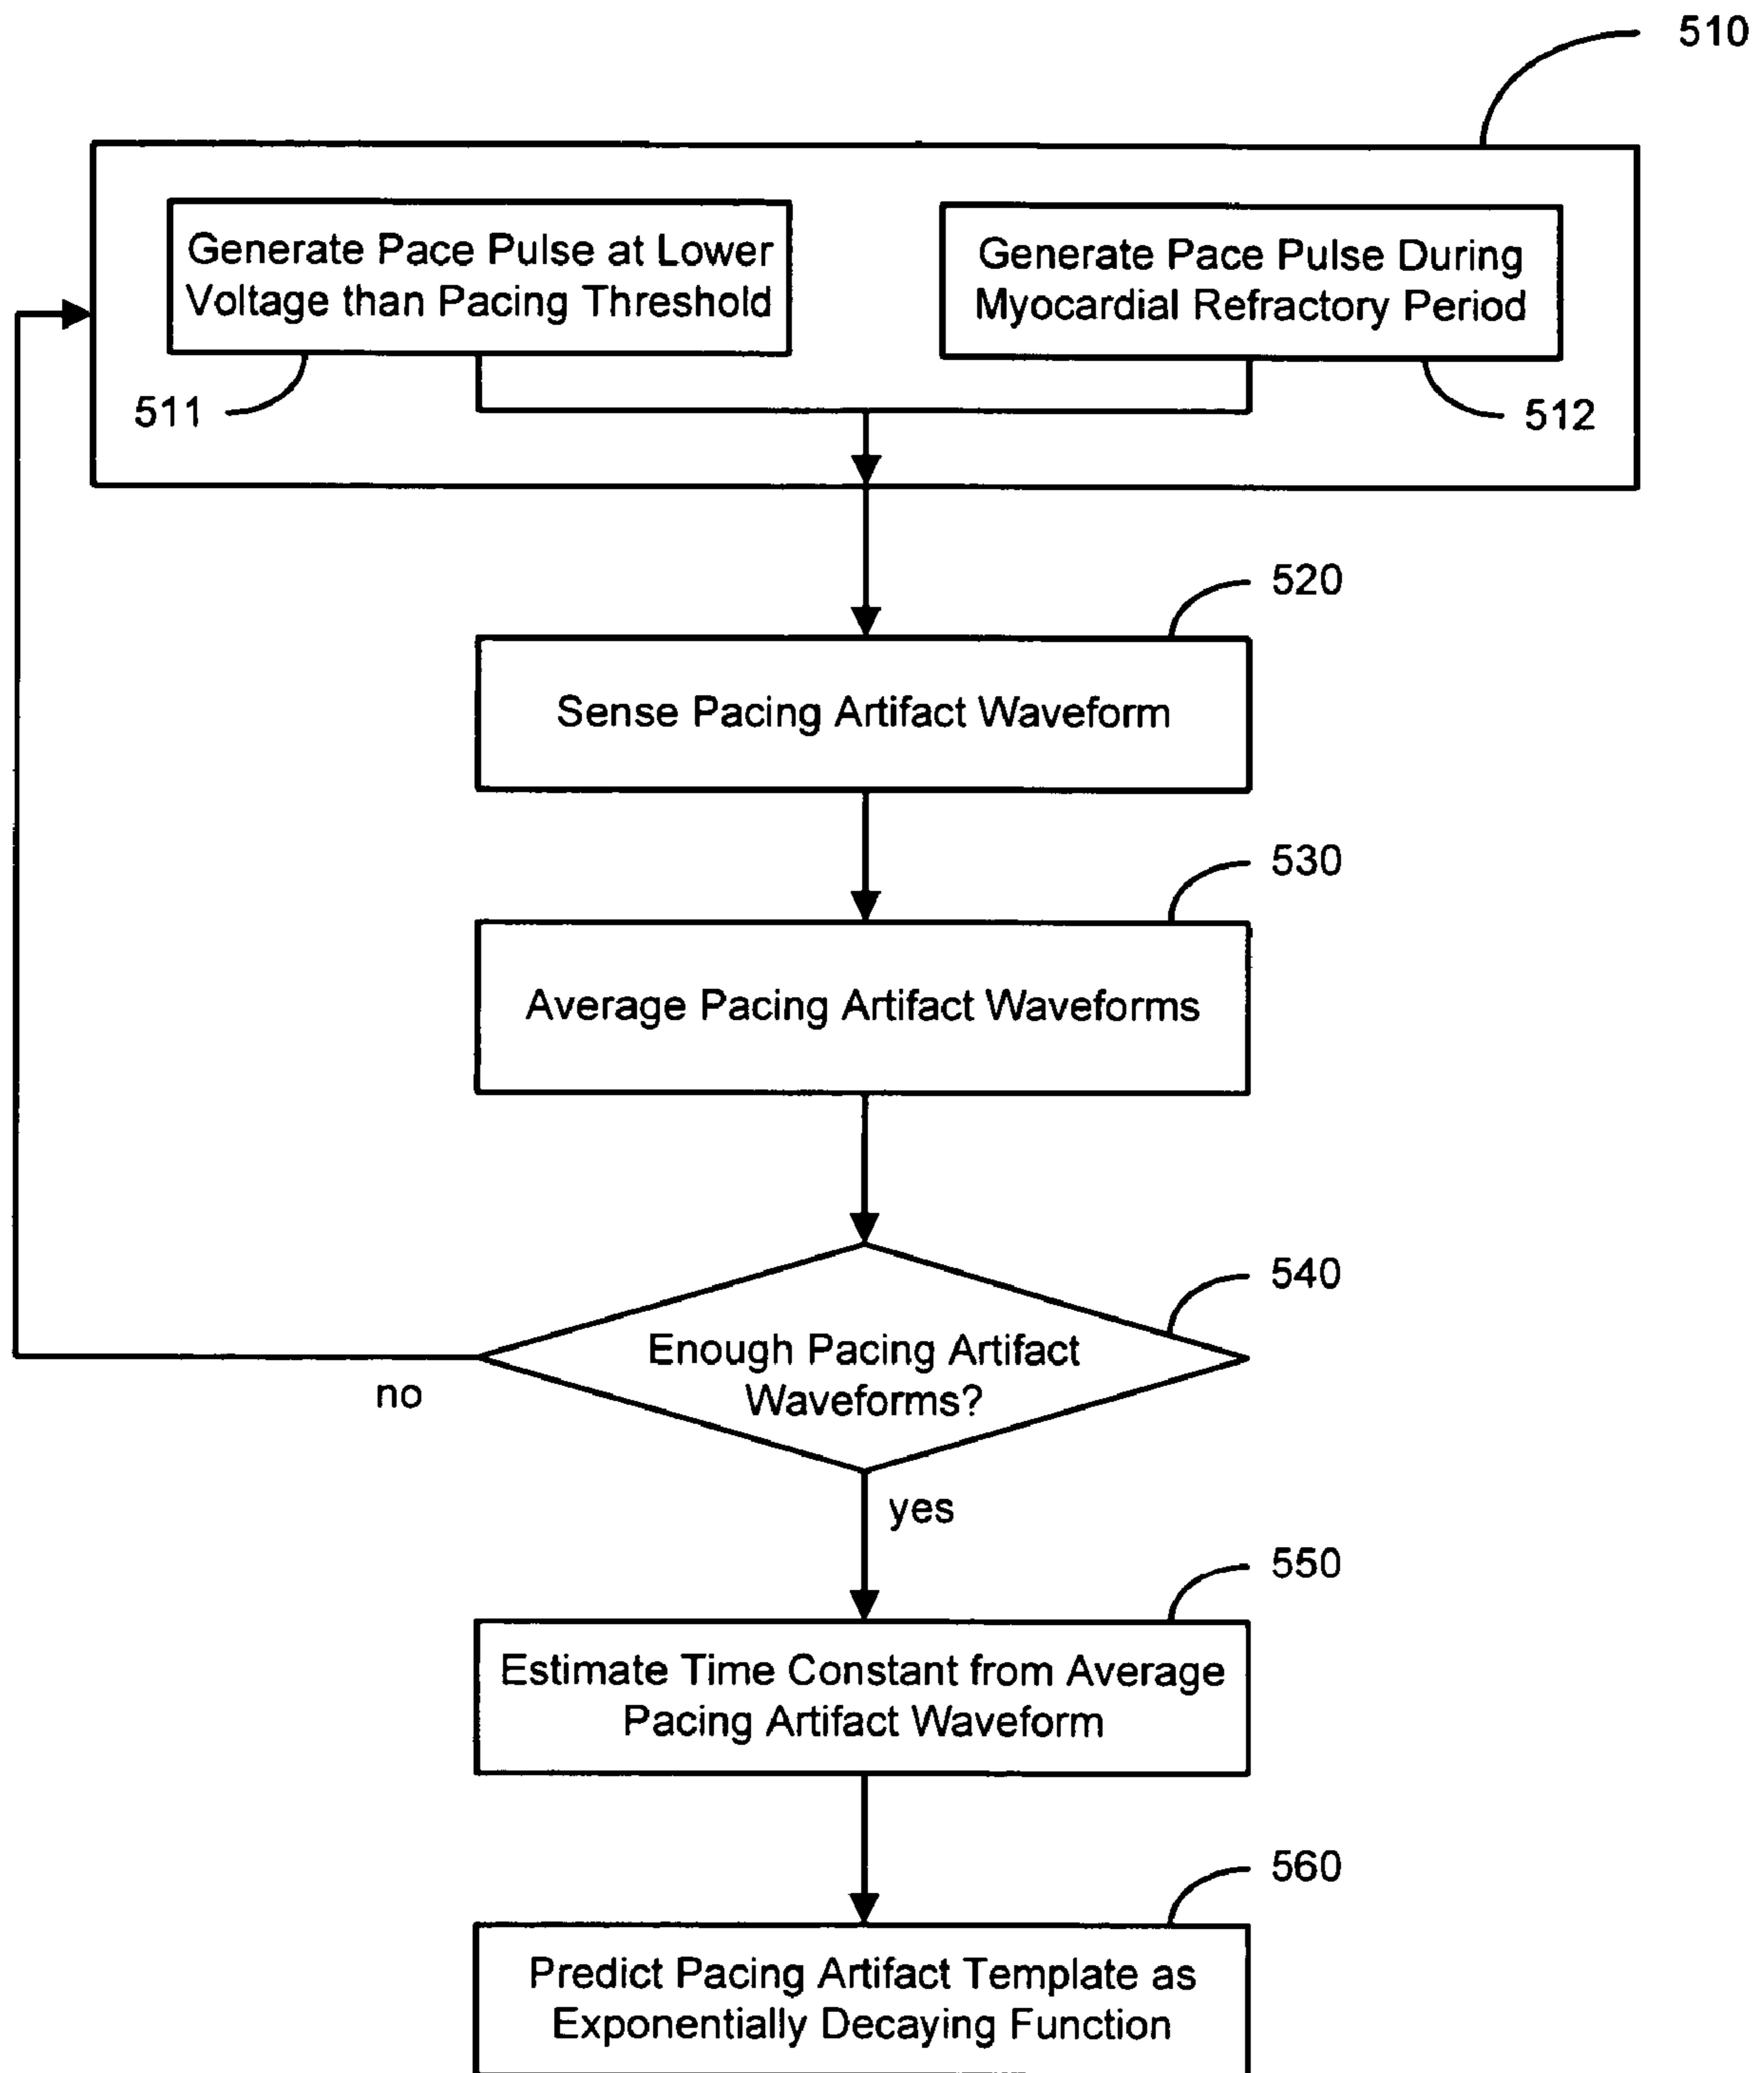 510
Generate Pace Pulse at Lower
Voltage than Pacing Threshold
Generate Pace Pulse During
Myocardial Refractory Period
511
512
520
Sense Pacing Artifact Waveform
530
Average Pacing Artifact Waveforms
540
Enough Pacing Artifact
Waveforms?
no
yes
550
Estimate Time Constant from Average
Pacing Artifact Waveform
560
Predict Pacing Artifact Template as
Exponentially Decaying Function